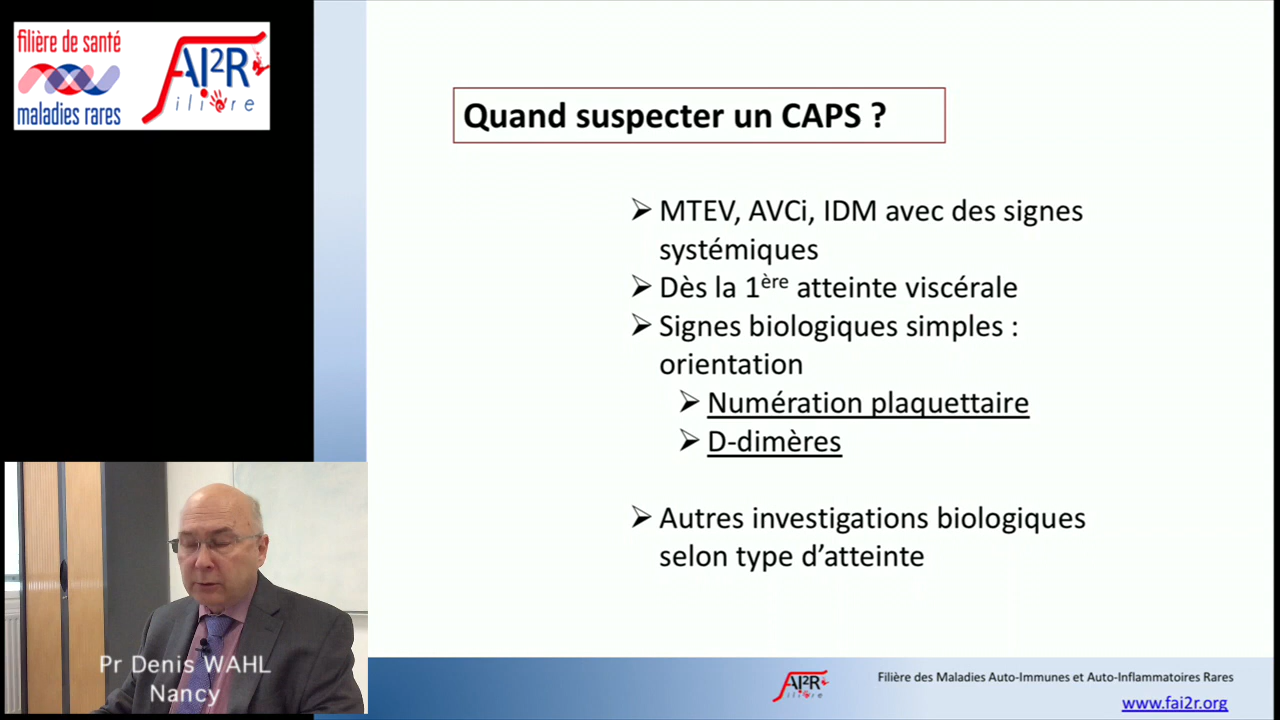 filière de santé
maladies rares
FAI2R
filière
Quand suspecter un CAPS ?
➢ MTEV, AVCi, IDM avec des signes
systémiques
➢ Dès la 1ère atteinte viscérale
➢ Signes biologiques simples :
orientation
➢ Numération plaquettaire
➢ D-dimères
➢ Autres investigations biologiques
selon type d’atteinte
Pr Denis WAHL
Nancy
FAI2R
filière
Filière des Maladies Auto-Immunes et Auto-Inflammatoires Rares
www.fai2r.org